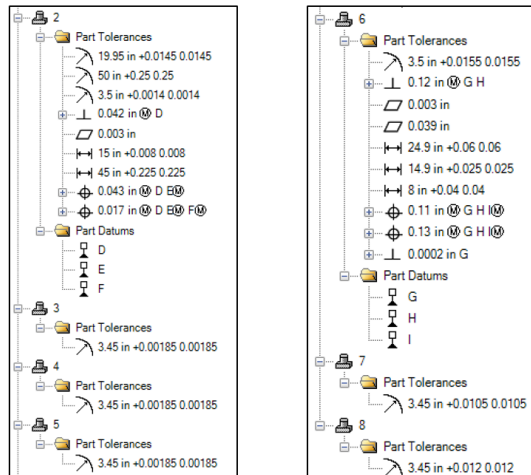 2
Part Tolerances
19.95 in +0.0145 0.0145
50 in +0.25 0.25
3.5 in +0.0014 0.0014
⟂ 0.042 in Ⓜ D
⏥ 0.003 in
15 in +0.008 0.008
45 in +0.225 0.225
⌖ 0.043 in Ⓜ D EⓂ
⌖ 0.017 in Ⓜ D EⓂ FⓂ
Part Datums
D
E
F
3
Part Tolerances
3.45 in +0.00185 0.00185
4
Part Tolerances
3.45 in +0.00185 0.00185
5
Part Tolerances
3.45 in +0.00185 0.00185
6
Part Tolerances
3.5 in +0.0155 0.0155
⟂ 0.12 in Ⓜ G H
⏥ 0.003 in
⏥ 0.039 in
24.9 in +0.06 0.06
14.9 in +0.025 0.025
8 in +0.04 0.04
⌖ 0.11 in Ⓜ G H IⓂ
⌖ 0.13 in Ⓜ G H IⓂ
⟂ 0.0002 in G
Part Datums
G
H
I
7
Part Tolerances
3.45 in +0.0105 0.0105
8
Part Tolerances
3.45 in +0.012 0.012